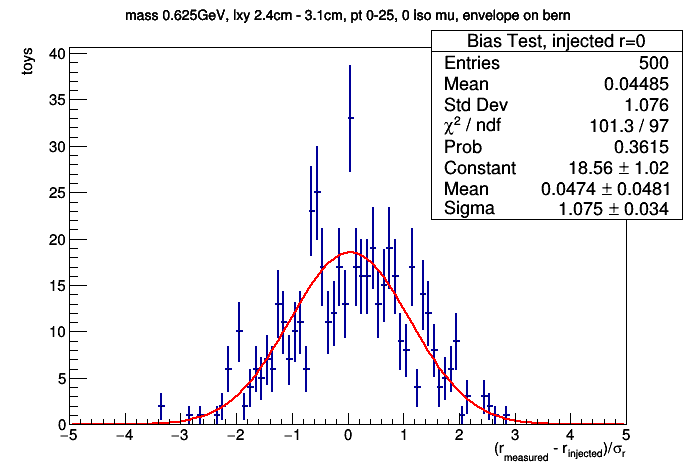 mass 0.625GeV, lxy 2.4cm - 3.1cm, pt 0-25, 0 Iso mu, envelope on bern
Bias Test, injected r=0
Entries 500
Mean 0.04485
Std Dev 1.076
χ² / ndf 101.3 / 97
Prob 0.3615
Constant 18.56 ± 1.02
Mean 0.0474 ± 0.0481
Sigma 1.075 ± 0.034
toys
40
35
30
25
20
15
10
5
0
−5 −4 −3 −2 −1 0 1 2 3 4 5
(r_measured - r_injected)/σ_r